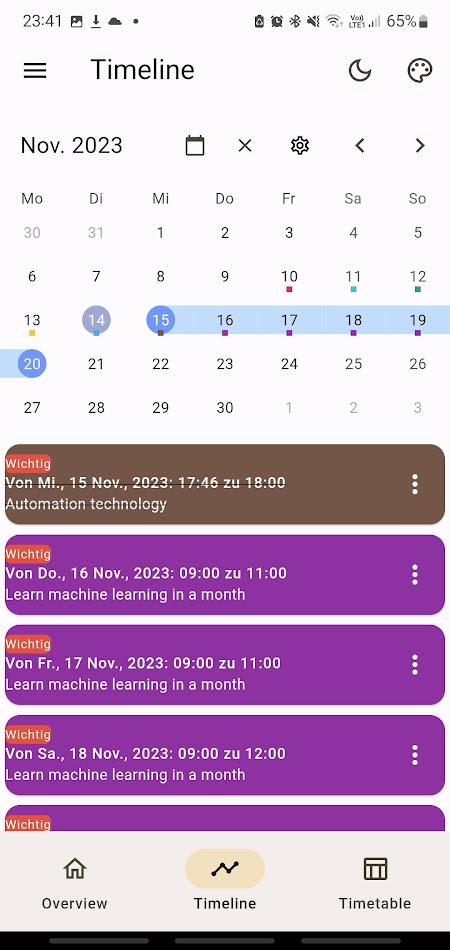 23:41
Vo))
LTE1
65%
Timeline
Nov. 2023
Mo Di Mi Do Fr Sa So
30 31 1 2 3 4 5
6 7 8 9 10 11 12
13 14 15 16 17 18 19
20 21 22 23 24 25 26
27 28 29 30 1 2 3
Wichtig
Von Mi., 15 Nov., 2023: 17:46 zu 18:00
Automation technology
Wichtig
Von Do., 16 Nov., 2023: 09:00 zu 11:00
Learn machine learning in a month
Wichtig
Von Fr., 17 Nov., 2023: 09:00 zu 11:00
Learn machine learning in a month
Wichtig
Von Sa., 18 Nov., 2023: 09:00 zu 12:00
Learn machine learning in a month
Wichtig
Overview Timeline Timetable